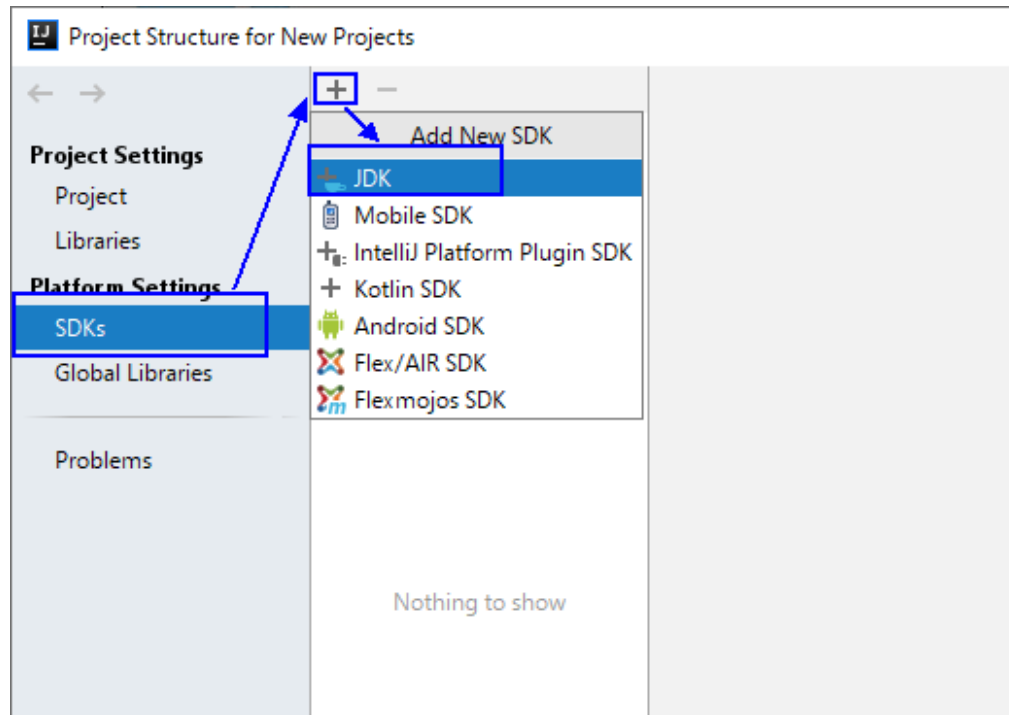 IJ
Project Structure for New Projects
Project Settings
Project
Libraries
Platform Settings
SDKs
Global Libraries
Problems
Add New SDK
JDK
Mobile SDK
IntelliJ Platform Plugin SDK
Kotlin SDK
Android SDK
Flex/AIR SDK
Flexmojos SDK
Nothing to show